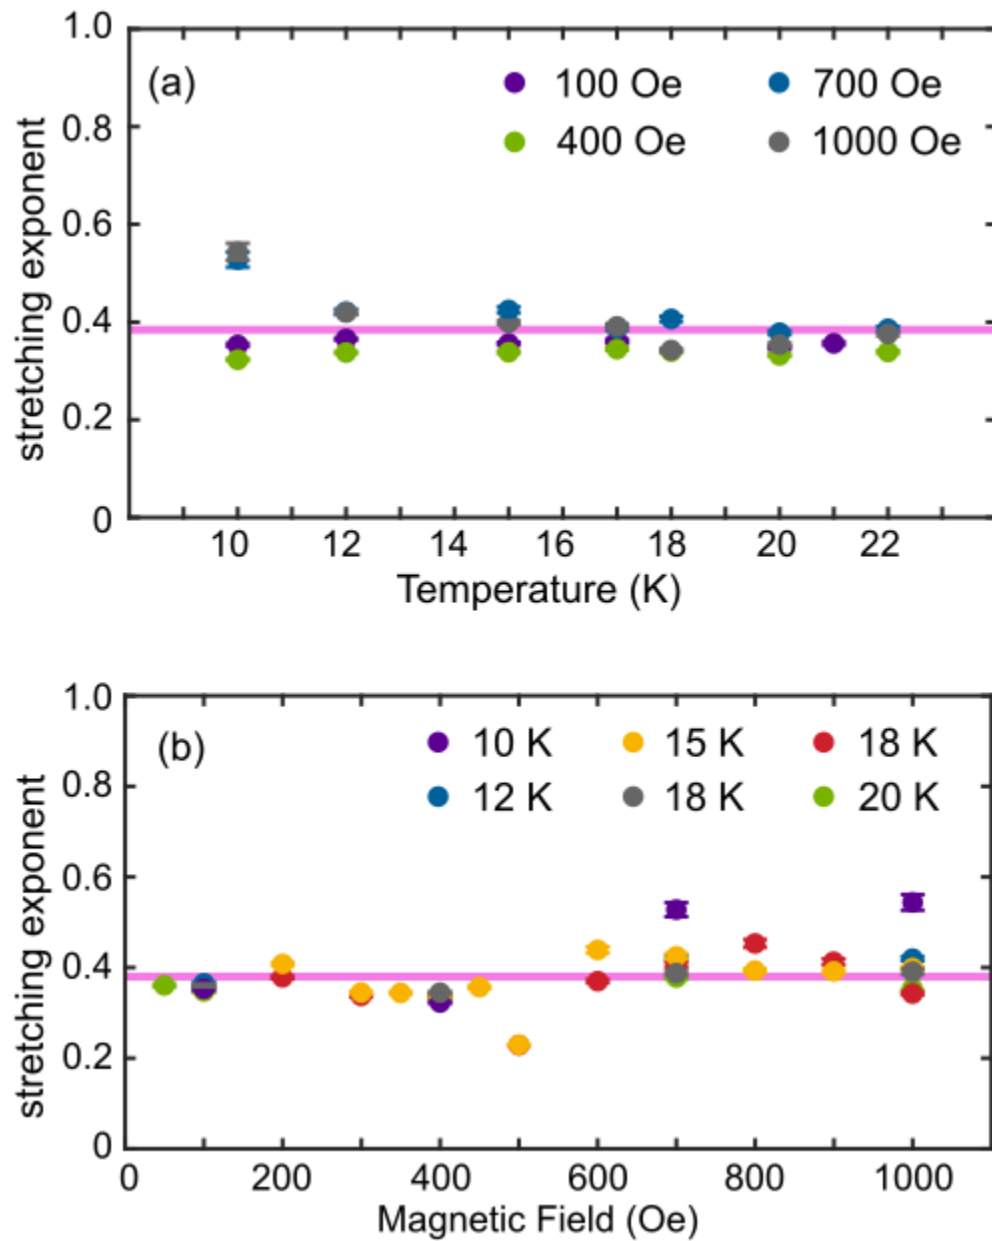 1.0
(a)
100 Oe 700 Oe
400 Oe 1000 Oe
0.8
0.6
0.4
0.2
0
stretching exponent
10 12 14 16 18 20 22
Temperature (K)
1.0
(b)
10 K 15 K 18 K
12 K 18 K 20 K
0.8
0.6
0.4
0.2
0
stretching exponent
0 200 400 600 800 1000
Magnetic Field (Oe)